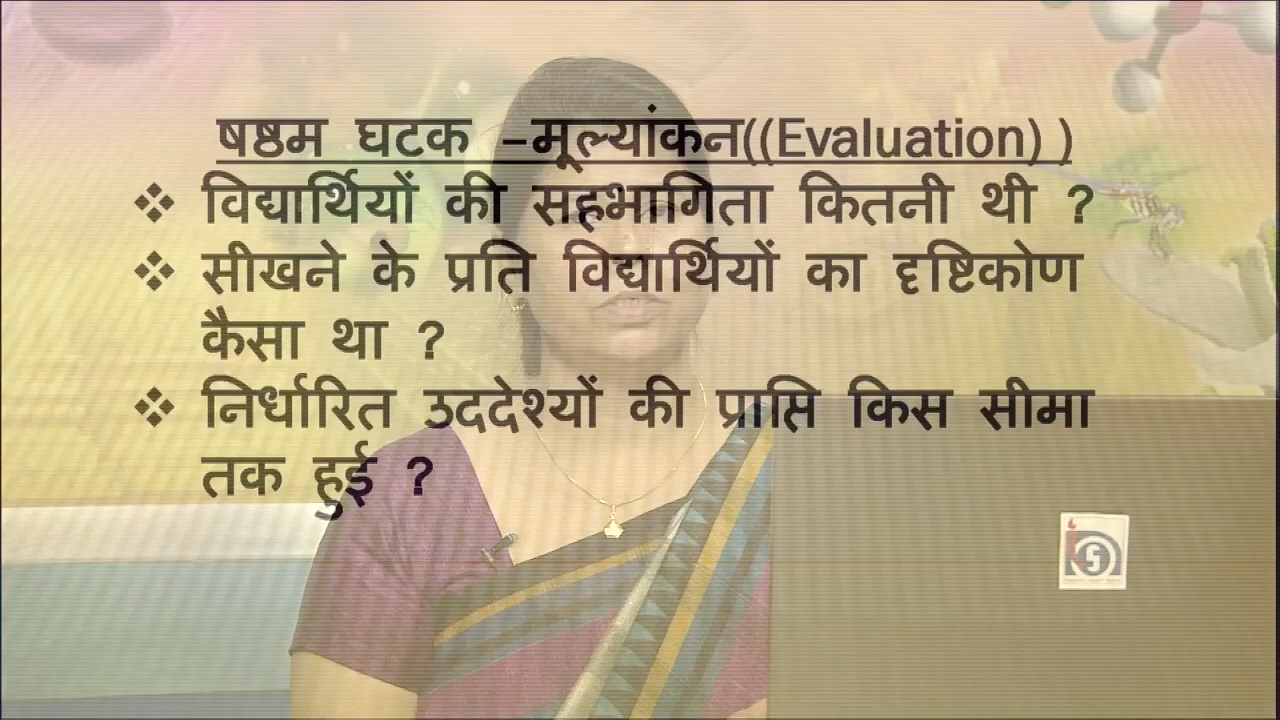 षष्ठम घटक –मूल्यांकन((Evaluation) )
❖ विद्यार्थियों की सहभागिता कितनी थी ?
❖ सीखने के प्रति विद्यार्थियों का दृष्टिकोण
कैसा था ?
❖ निर्धारित उददेश्यों की प्राप्ति किस सीमा
तक हुई ?